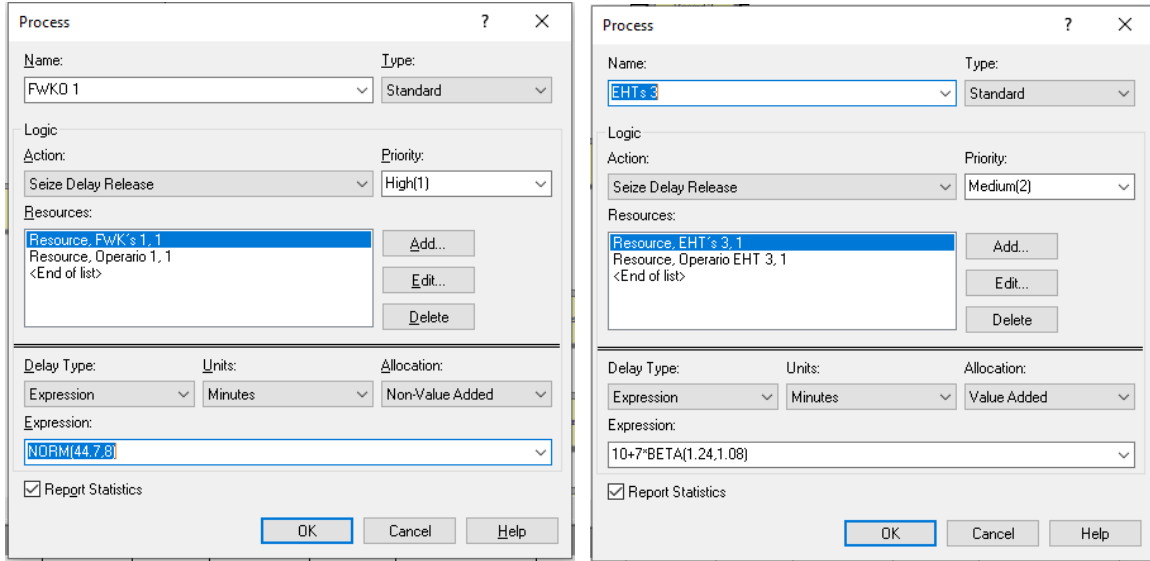 Process ?
Name: Type:
FWKO 1 Standard
Logic
Action: Priority:
Seize Delay Release High(1)
Resources:
Resource, FWK´s 1, 1
Resource, Operario 1, 1
<End of list>
Add...
Edit...
Delete
Delay Type: Units: Allocation:
Expression Minutes Non-Value Added
Expression:
NORM(44.7,8)
Report Statistics
OK Cancel Help
Process ?
Name: Type:
EHTs 3 Standard
Logic
Action: Priority:
Seize Delay Release Medium(2)
Resources:
Resource, EHT´s 3, 1
Resource, Operario EHT 3, 1
<End of list>
Add...
Edit...
Delete
Delay Type: Units: Allocation:
Expression Minutes Value Added
Expression:
10+7*BETA(1.24,1.08)
Report Statistics
OK Cancel Help